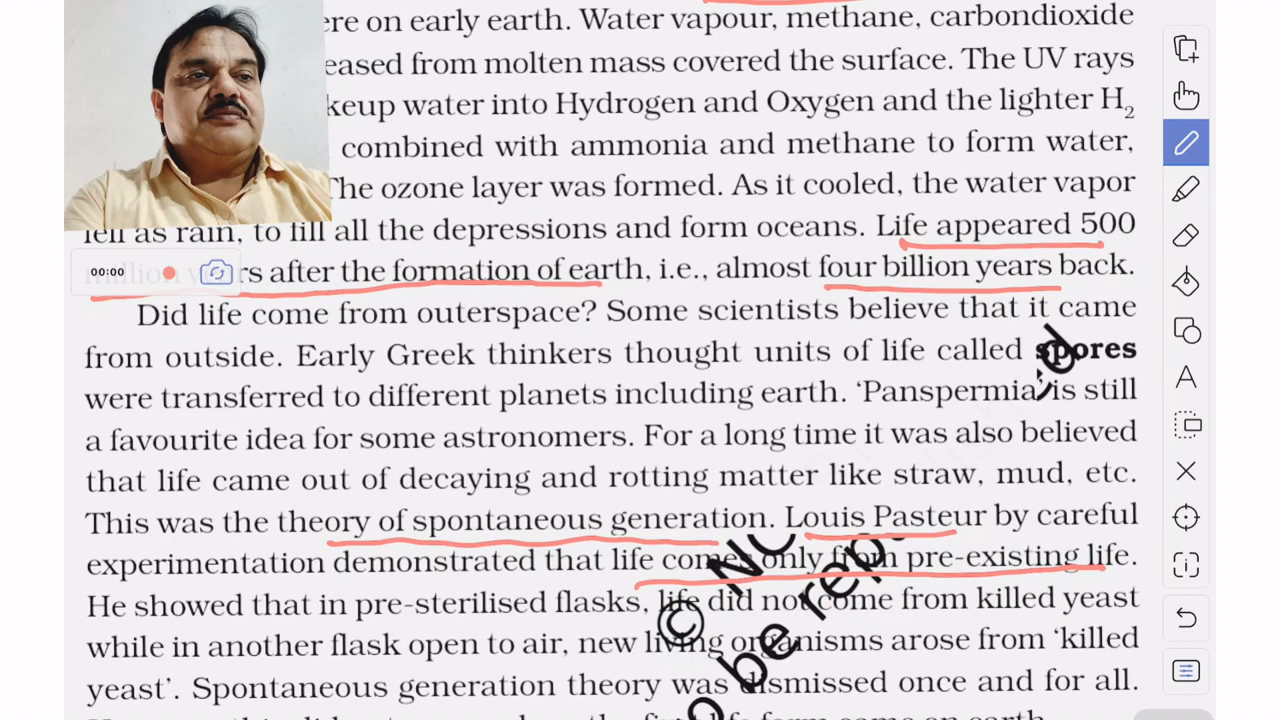 ere on early earth. Water vapour, methane, carbondioxide
eased from molten mass covered the surface. The UV rays
keup water into Hydrogen and Oxygen and the lighter H2
combined with ammonia and methane to form water,
The ozone layer was formed. As it cooled, the water vapor
fell as rain, to fill all the depressions and form oceans. Life appeared 500
00:00
million years after the formation of earth, i.e., almost four billion years back.
Did life come from outerspace? Some scientists believe that it came
from outside. Early Greek thinkers thought units of life called spores
were transferred to different planets including earth. ‘Panspermia’ is still
a favourite idea for some astronomers. For a long time it was also believed
that life came out of decaying and rotting matter like straw, mud, etc.
This was the theory of spontaneous generation. Louis Pasteur by careful
experimentation demonstrated that life comes only from pre-existing life.
He showed that in pre-sterilised flasks, life did not come from killed yeast
while in another flask open to air, new living organisms arose from ‘killed
yeast’. Spontaneous generation theory was dismissed once and for all.
© NC
be rep
d
A